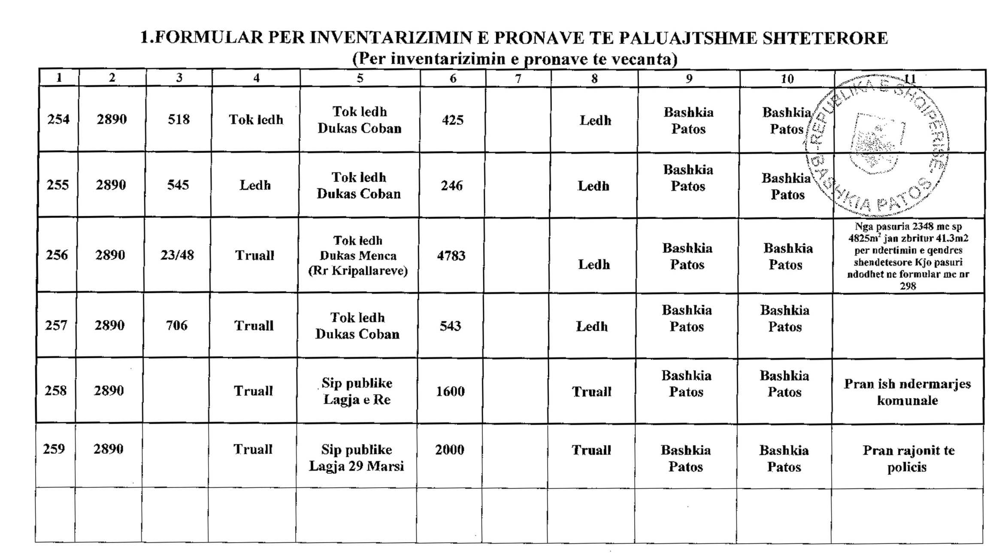 1.FORMULAR PER INVENTARIZIMIN E PRONAVE TE PALUAJTSHME SHTETERORE
(Per inventarizimin e pronave te vecanta)
1 2 3 4 5 6 7 8 9 10 11
254 2890 518 Tok ledh Tok ledh 425 Ledh Bashkia Bashkia
Dukas Coban Patos Patos
255 2890 545 Ledh Tok ledh 246 Ledh Bashkia Bashkia
Dukas Coban Patos Patos
REPUBLIKA E SHQIPËRISË
BASHKIA PATOS
256 2890 23/48 Truall Tok ledh 4783 Ledh Bashkia Bashkia
Dukas Menca Patos Patos
(Rr Kripallareve)
Nga pasuria 2348 me sp
4825m² jan zbritur 41.3m2
per ndertimin e qendres
shendetesore Kjo pasuri
ndodhet ne formular me nr
298
257 2890 706 Truall Tok ledh 543 Ledh Bashkia Bashkia
Dukas Coban Patos Patos
258 2890 Truall Sip publike 1600 Truall Bashkia Bashkia Pran ish ndermarjes
Lagja e Re Patos Patos komunale
259 2890 Truall Sip publike 2000 Truall Bashkia Bashkia Pran rajonit te
Lagja 29 Marsi Patos Patos policis